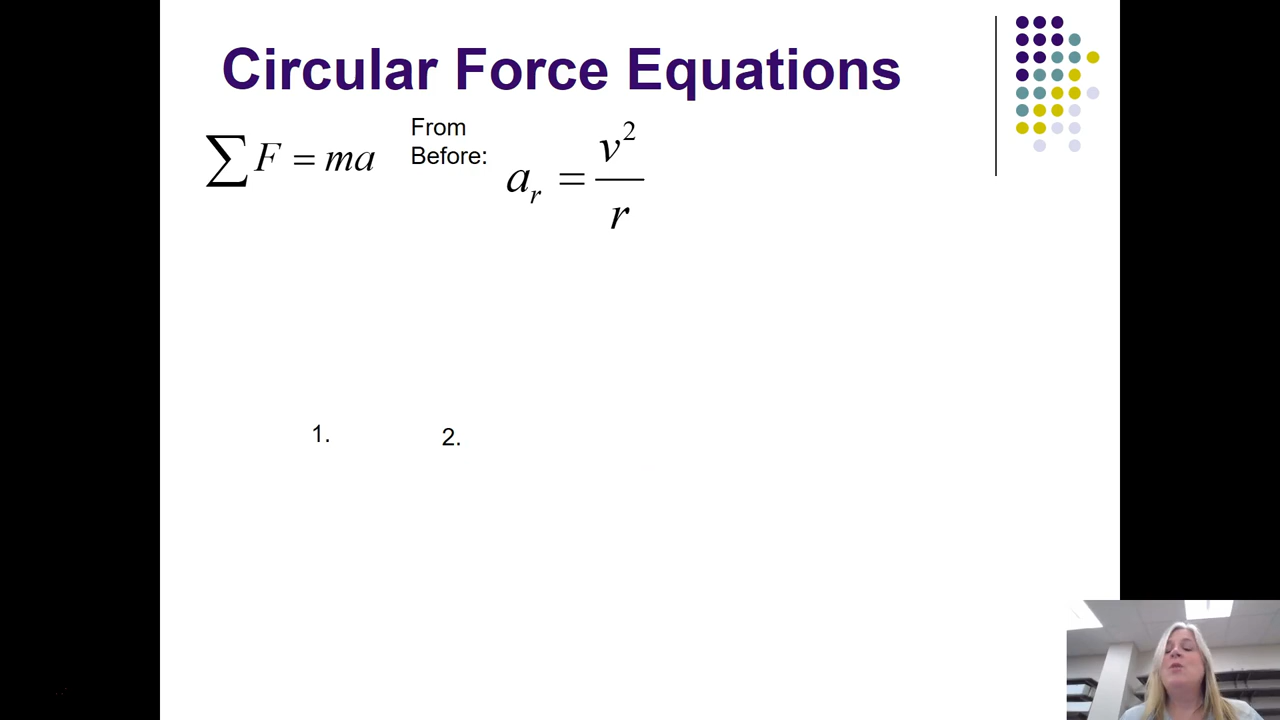 Circular Force Equations
∑F = ma
From
Before:
a_r = v²/r
1.
2.